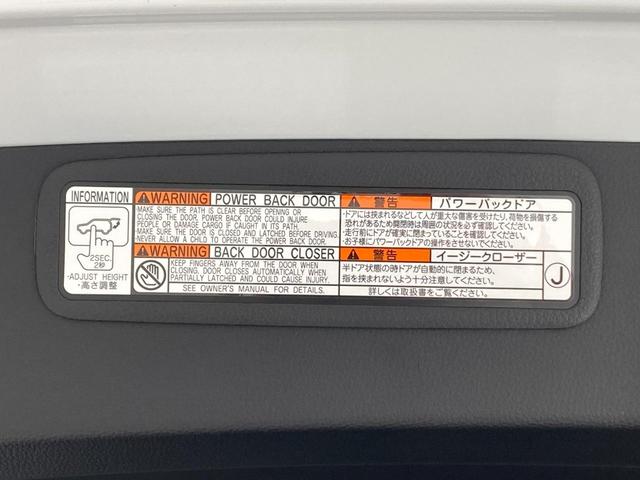 INFORMATION
2SEC.
2秒
・ADJUST HEIGHT
・高さ調整
WARNING POWER BACK DOOR
MAKE SURE THE PATH IS CLEAR BEFORE OPENING OR
CLOSING THE DOOR. POWER BACK DOOR COULD INJURE
PEOPLE OR DAMAGE CARGO IF CAUGHT IN ITS PATH.
MAKE SURE THE DOOR IS CLOSED AND LATCHED BEFORE DRIVING.
NEVER ALLOW A CHILD TO OPERATE THE POWER BACK DOOR.
WARNING BACK DOOR CLOSER
KEEP FINGERS AWAY FROM THE DOOR WHEN
CLOSING. DOOR CLOSES AUTOMATICALLY WHEN
PARTIALLY LATCHED AND COULD CAUSE INJURY.
SEE OWNER'S MANUAL FOR DETAILS.
警告 パワーバックドア
・ドアには挟まれるなどして人が重大な傷害を受けたり、荷物を損傷する
恐れがあるため開閉時は周囲の状況を必ず確認してください。
走行前にドアが確実に閉まっていることを確認してください。
・お子様にパワーバックドアの操作をさせないでください。
警告 イージークローザー
半ドア状態の時ドアが自動的に閉まるため、
指を挟まれないよう十分注意してください。
詳しくは取扱書をご覧ください。
J